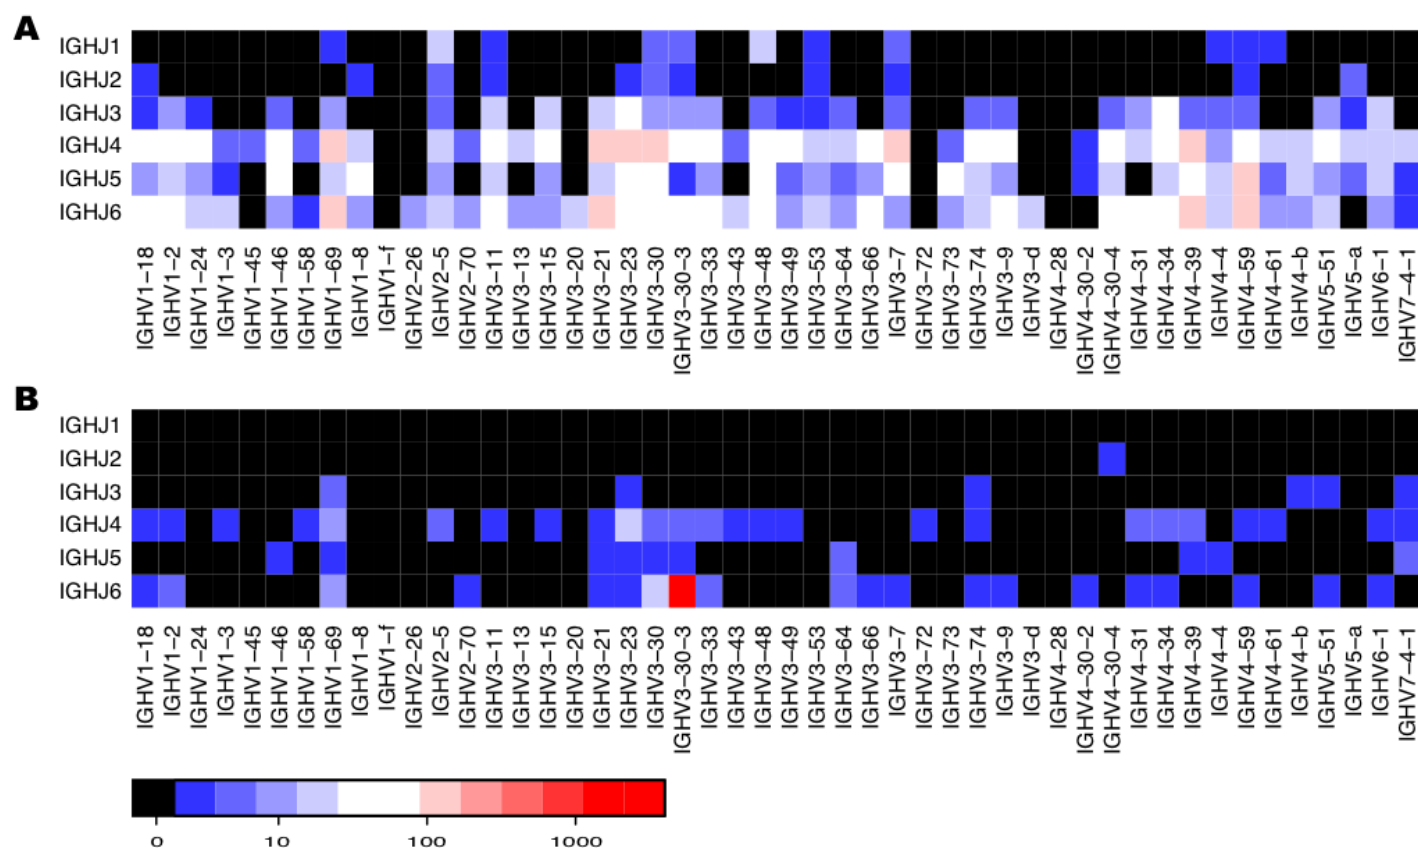 A
IGHJ1
IGHJ2
IGHJ3
IGHJ4
IGHJ5
IGHJ6
IGHV1−18
IGHV1−2
IGHV1−24
IGHV1−3
IGHV1−45
IGHV1−46
IGHV1−58
IGHV1−69
IGHV1−8
IGHV1−f
IGHV2−26
IGHV2−5
IGHV2−70
IGHV3−11
IGHV3−13
IGHV3−15
IGHV3−20
IGHV3−21
IGHV3−23
IGHV3−30
IGHV3−30−3
IGHV3−33
IGHV3−43
IGHV3−48
IGHV3−49
IGHV3−53
IGHV3−64
IGHV3−66
IGHV3−7
IGHV3−72
IGHV3−73
IGHV3−74
IGHV3−9
IGHV3−d
IGHV4−28
IGHV4−30−2
IGHV4−30−4
IGHV4−31
IGHV4−34
IGHV4−39
IGHV4−4
IGHV4−59
IGHV4−61
IGHV4−b
IGHV5−51
IGHV5−a
IGHV6−1
IGHV7−4−1
B
IGHJ1
IGHJ2
IGHJ3
IGHJ4
IGHJ5
IGHJ6
IGHV1−18
IGHV1−2
IGHV1−24
IGHV1−3
IGHV1−45
IGHV1−46
IGHV1−58
IGHV1−69
IGHV1−8
IGHV1−f
IGHV2−26
IGHV2−5
IGHV2−70
IGHV3−11
IGHV3−13
IGHV3−15
IGHV3−20
IGHV3−21
IGHV3−23
IGHV3−30
IGHV3−30−3
IGHV3−33
IGHV3−43
IGHV3−48
IGHV3−49
IGHV3−53
IGHV3−64
IGHV3−66
IGHV3−7
IGHV3−72
IGHV3−73
IGHV3−74
IGHV3−9
IGHV3−d
IGHV4−28
IGHV4−30−2
IGHV4−30−4
IGHV4−31
IGHV4−34
IGHV4−39
IGHV4−4
IGHV4−59
IGHV4−61
IGHV4−b
IGHV5−51
IGHV5−a
IGHV6−1
IGHV7−4−1
0 10 100 1000